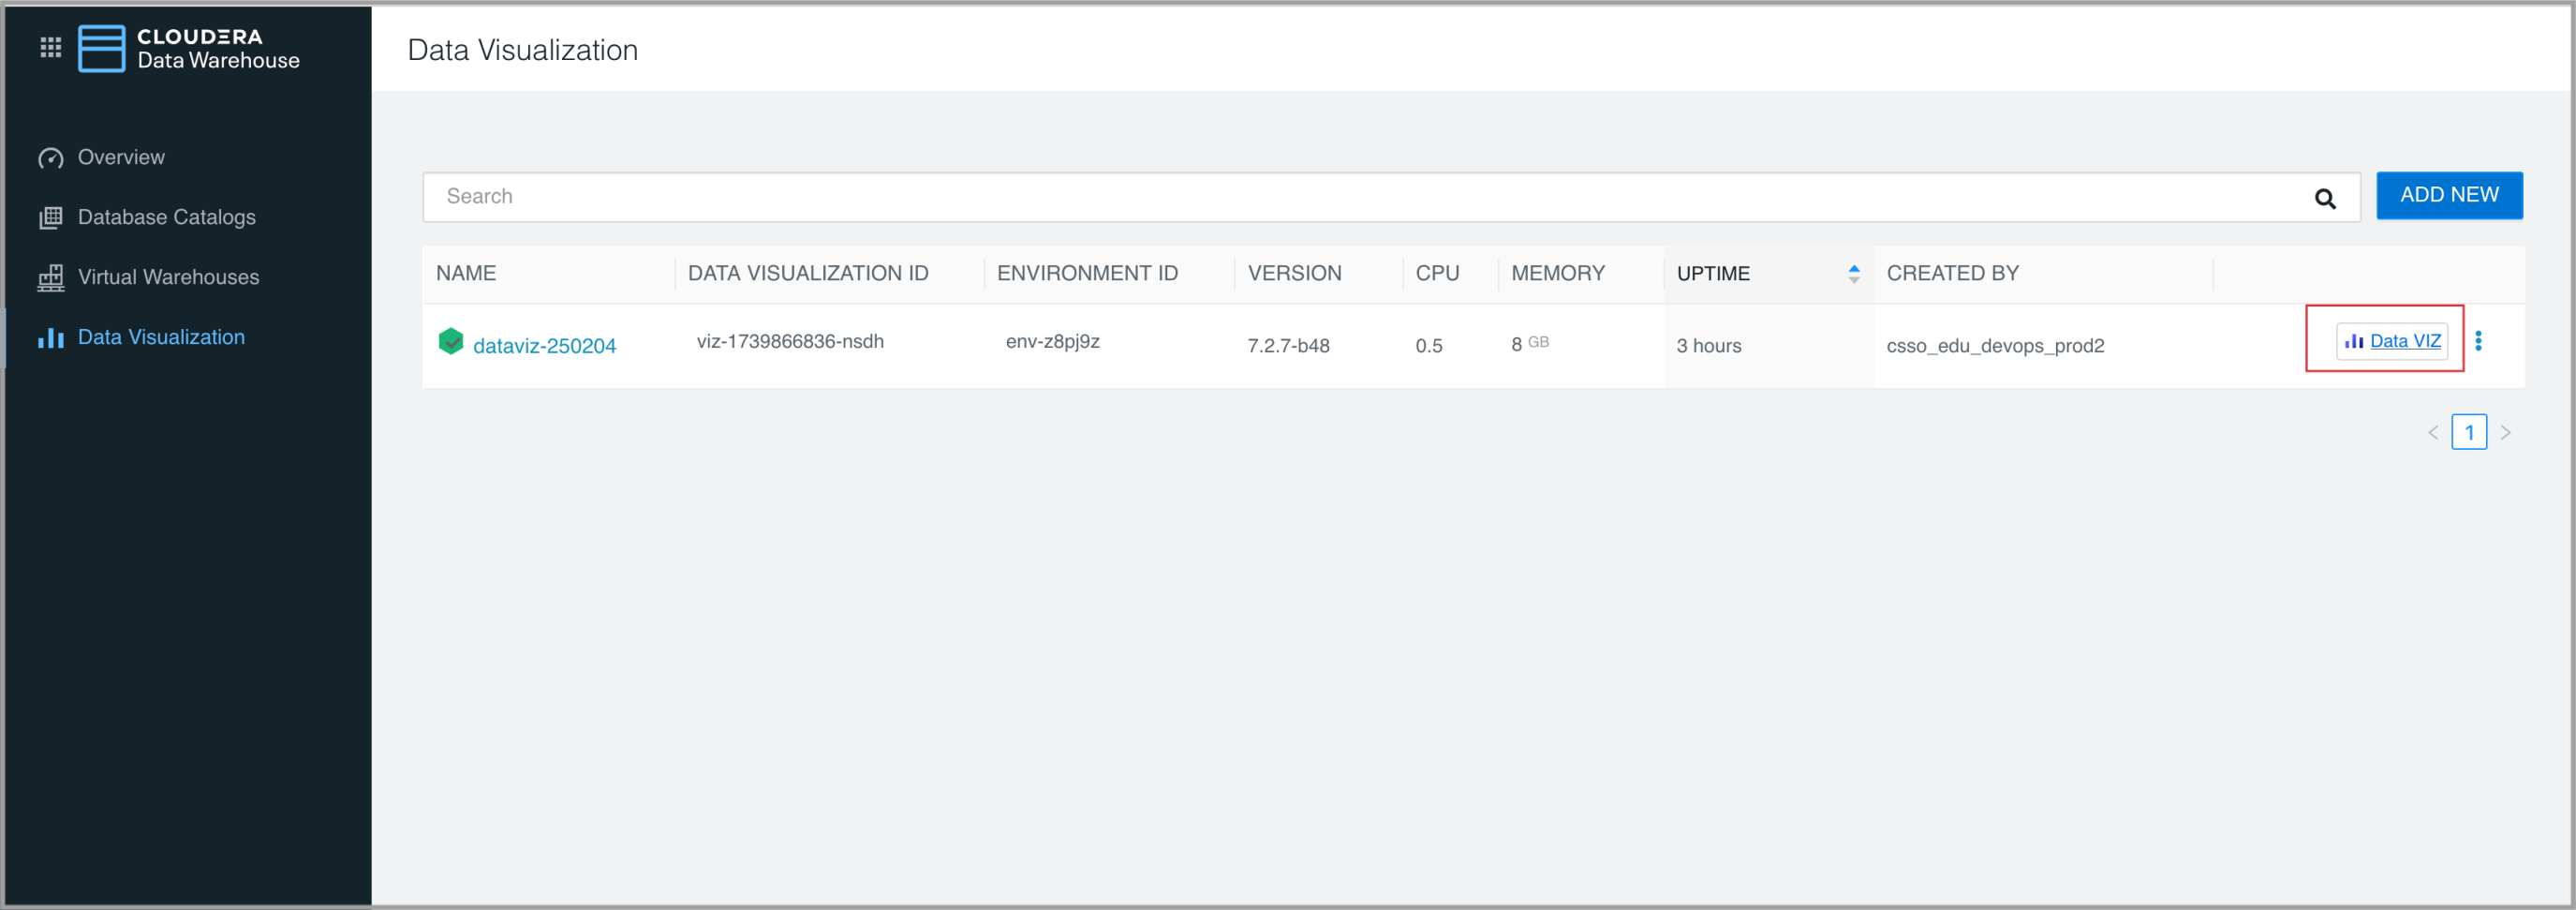 CLOUDERA
Data Warehouse
Data Visualization
Overview
Database Catalogs
Virtual Warehouses
Data Visualization
Search
ADD NEW
NAME DATA VISUALIZATION ID ENVIRONMENT ID VERSION CPU MEMORY UPTIME CREATED BY
dataviz-250204 viz-1739866836-nsdh env-z8pj9z 7.2.7-b48 0.5 8 GB 3 hours csso_edu_devops_prod2 Data VIZ
< 1 >